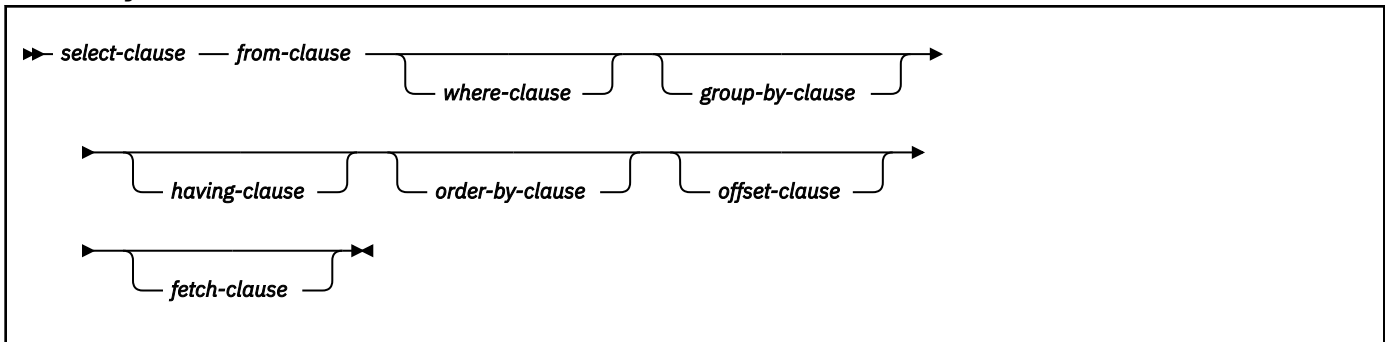 select-clause from-clause
where-clause group-by-clause
having-clause order-by-clause offset-clause
fetch-clause